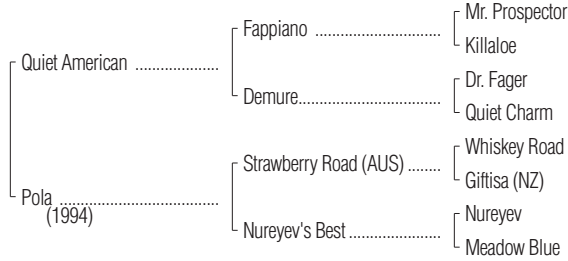 Mr. Prospector
Fappiano
Killaloe
Quiet American
Dr. Fager
Demure
Quiet Charm
Whiskey Road
Strawberry Road (AUS)
Giftisa (NZ)
Pola
(1994)
Nureyev
Nureyev's Best
Meadow Blue